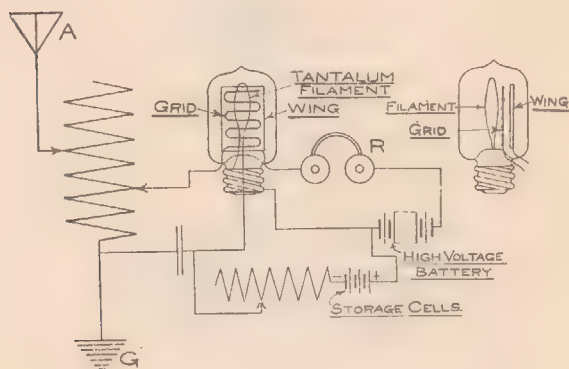 A
TANTALUM
FILAMENT
GRID
WING
R
FILAMENT
WING
GRID
- +
HIGH VOLTAGE
BATTERY
STORAGE CELLS.
G